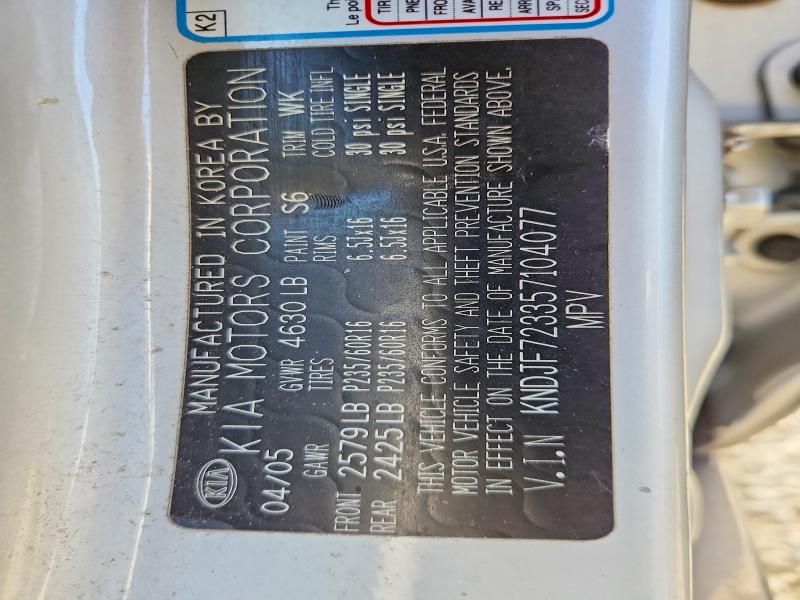 K2
MANUFACTURED IN KOREA BY
KIA KIA MOTORS CORPORATION
04/05 GVWR 4630 LB PAINT S6 TRIM WK
GAWR TIRES RIMS COLD TIRE INFL
FRONT 2579 LB P235/60R16 6.5Jx16 30 psi SINGLE
REAR 2425 LB P235/60R16 6.5Jx16 30 psi SINGLE
THIS VEHICLE CONFORMS TO ALL APPLICABLE U.S.A. FEDERAL
MOTOR VEHICLE SAFETY AND THEFT PREVENTION STANDARDS
IN EFFECT ON THE DATE OF MANUFACTURE SHOWN ABOVE.
V.I.N KNDJF723357104077
MPV